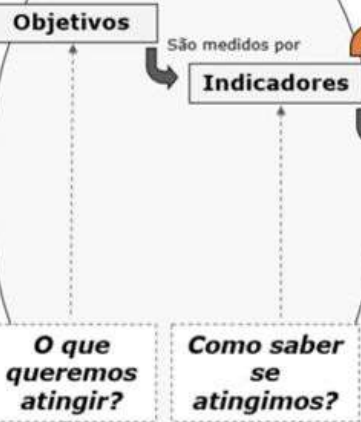 Objetivos
São medidos por
Indicadores
O que
queremos
atingir?
Como saber
se
atingimos?